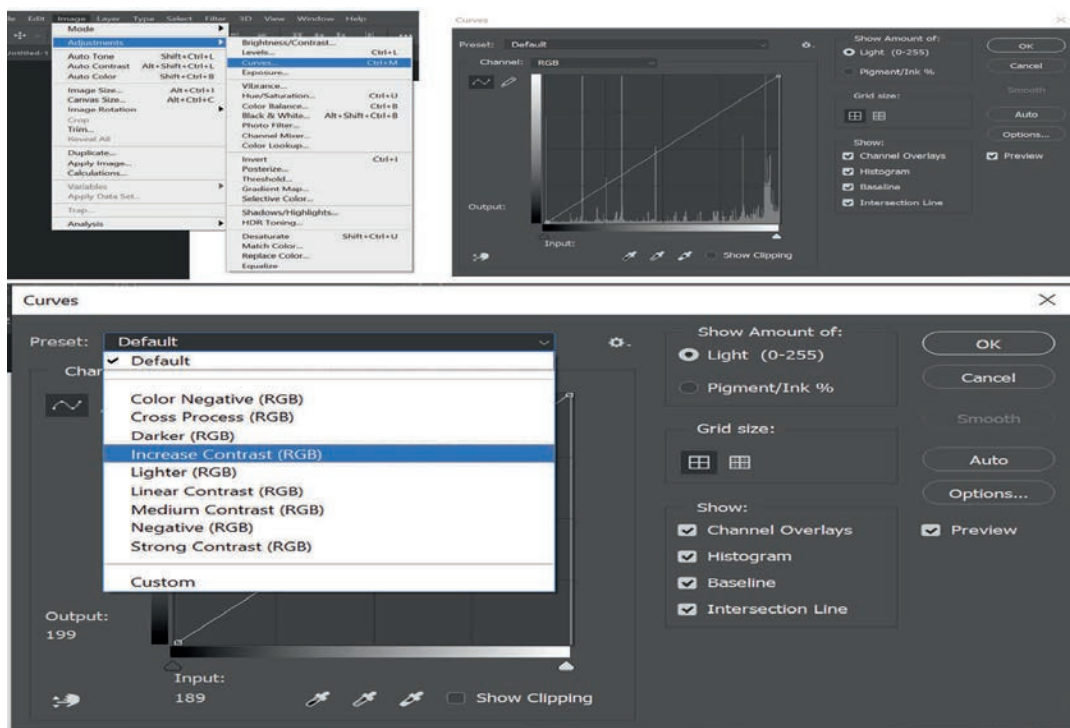 Edit Image Layer Type Select Filter 3D View Window Help
Untitled-1
Mode
Adjustments
Auto Tone Shift+Ctrl+L
Auto Contrast Alt+Shift+Ctrl+L
Auto Color Shift+Ctrl+B
Image Size... Alt+Ctrl+I
Canvas Size... Alt+Ctrl+C
Image Rotation
Crop
Trim...
Reveal All
Duplicate...
Apply Image...
Calculations...
Variables
Apply Data Set...
Trap...
Analysis
Brightness/Contrast...
Levels... Ctrl+L
Curves... Ctrl+M
Exposure...
Vibrance...
Hue/Saturation... Ctrl+U
Color Balance... Ctrl+B
Black & White... Alt+Shift+Ctrl+B
Photo Filter...
Channel Mixer...
Color Lookup...
Invert Ctrl+I
Posterize...
Threshold...
Gradient Map...
Selective Color...
Shadows/Highlights...
HDR Toning...
Desaturate Shift+Ctrl+U
Match Color...
Replace Color...
Equalize
Curves
Preset: Default
Channel: RGB
Output:
Input:
Show Clipping
Show Amount of:
Light (0-255)
Pigment/Ink %
Grid size:
Show:
Channel Overlays
Histogram
Baseline
Intersection Line
OK
Cancel
Smooth
Auto
Options...
Preview
Curves
Preset: Default
Default
Char
Color Negative (RGB)
Cross Process (RGB)
Darker (RGB)
Increase Contrast (RGB)
Lighter (RGB)
Linear Contrast (RGB)
Medium Contrast (RGB)
Negative (RGB)
Strong Contrast (RGB)
Custom
Output:
199
Input:
189
Show Clipping
Show Amount of:
Light (0-255)
Pigment/Ink %
Grid size:
Show:
Channel Overlays
Histogram
Baseline
Intersection Line
OK
Cancel
Smooth
Auto
Options...
Preview